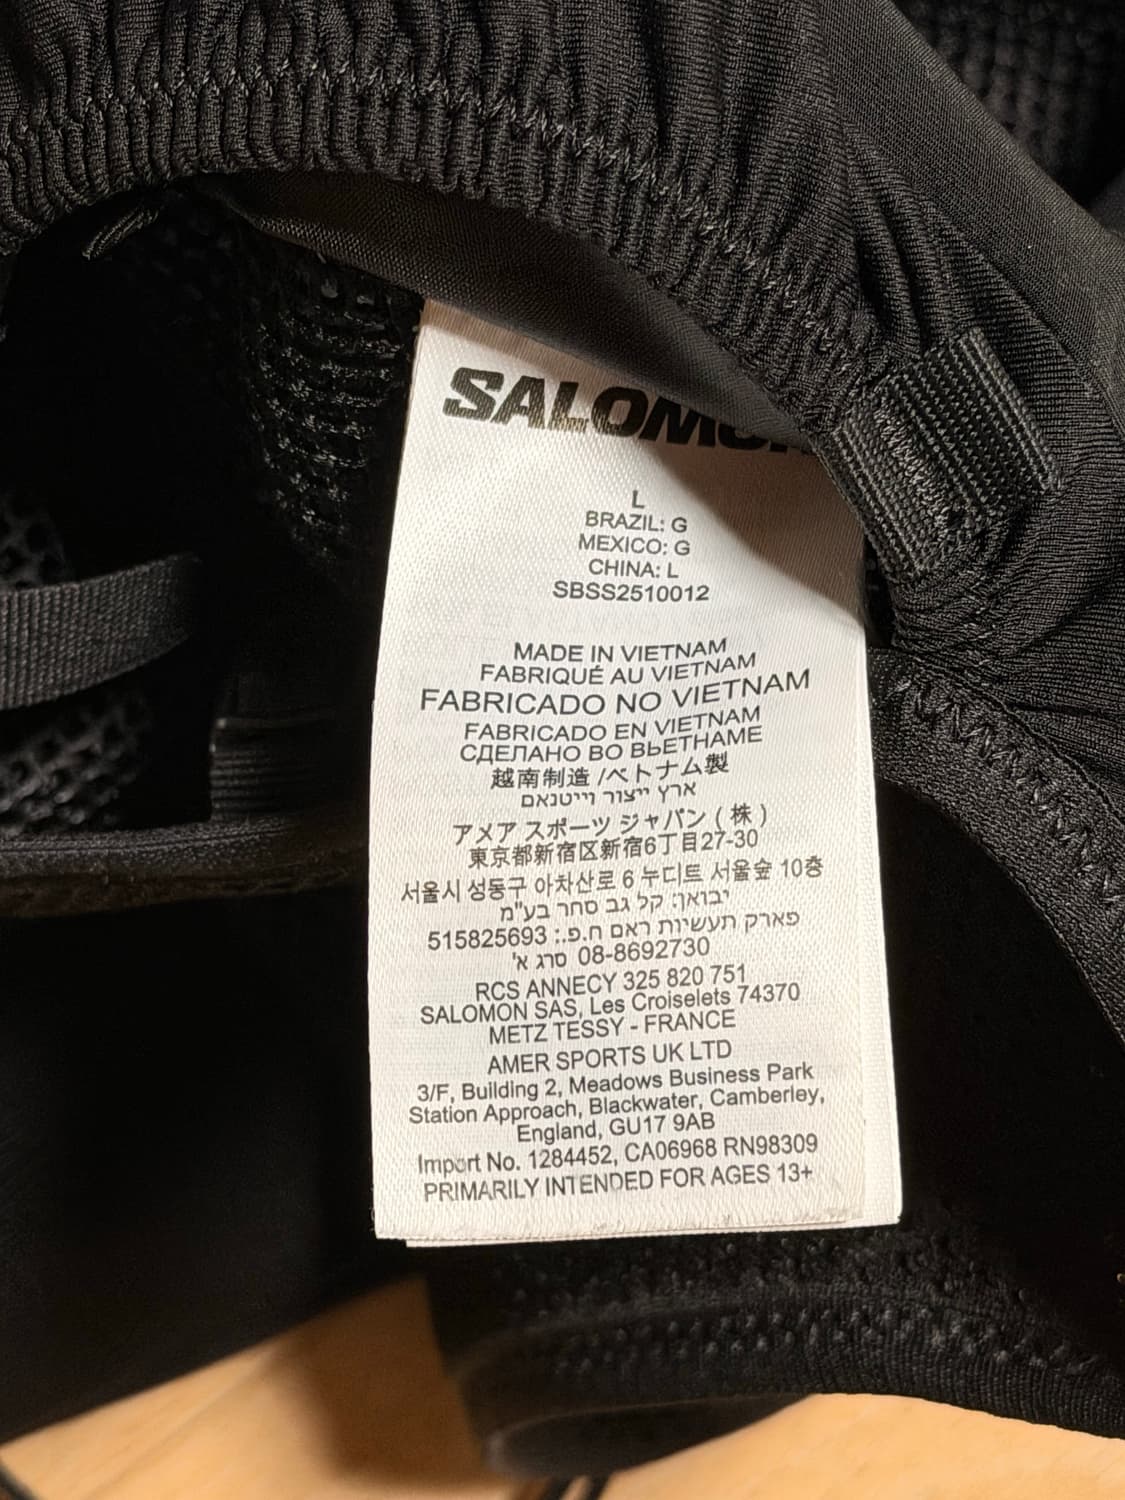 SALOMON
L
BRAZIL: G
MEXICO: G
CHINA: L
SBSS2510012
MADE IN VIETNAM
FABRIQUÉ AU VIETNAM
FABRICADO NO VIETNAM
FABRICADO EN VIETNAM
СДЕЛАНО ВО ВЬЕТНАМЕ
越南制造 /ベトナム製
ארץ ייצור וייטנאם
アメア スポーツ ジャパン ( 株 )
東京都新宿区新宿6丁目27-30
서울시 성동구 아차산로 6 누디트 서울숲 10층
יבואן: קל גב סחר בע"מ
פארק תעשיות ראם ח.פ.: 515825693
08-8692730 סרג א'
RCS ANNECY 325 820 751
SALOMON SAS, Les Croiselets 74370
METZ TESSY - FRANCE
AMER SPORTS UK LTD
3/F, Building 2, Meadows Business Park
Station Approach, Blackwater, Camberley,
England, GU17 9AB
Import No. 1284452, CA06968 RN98309
PRIMARILY INTENDED FOR AGES 13+